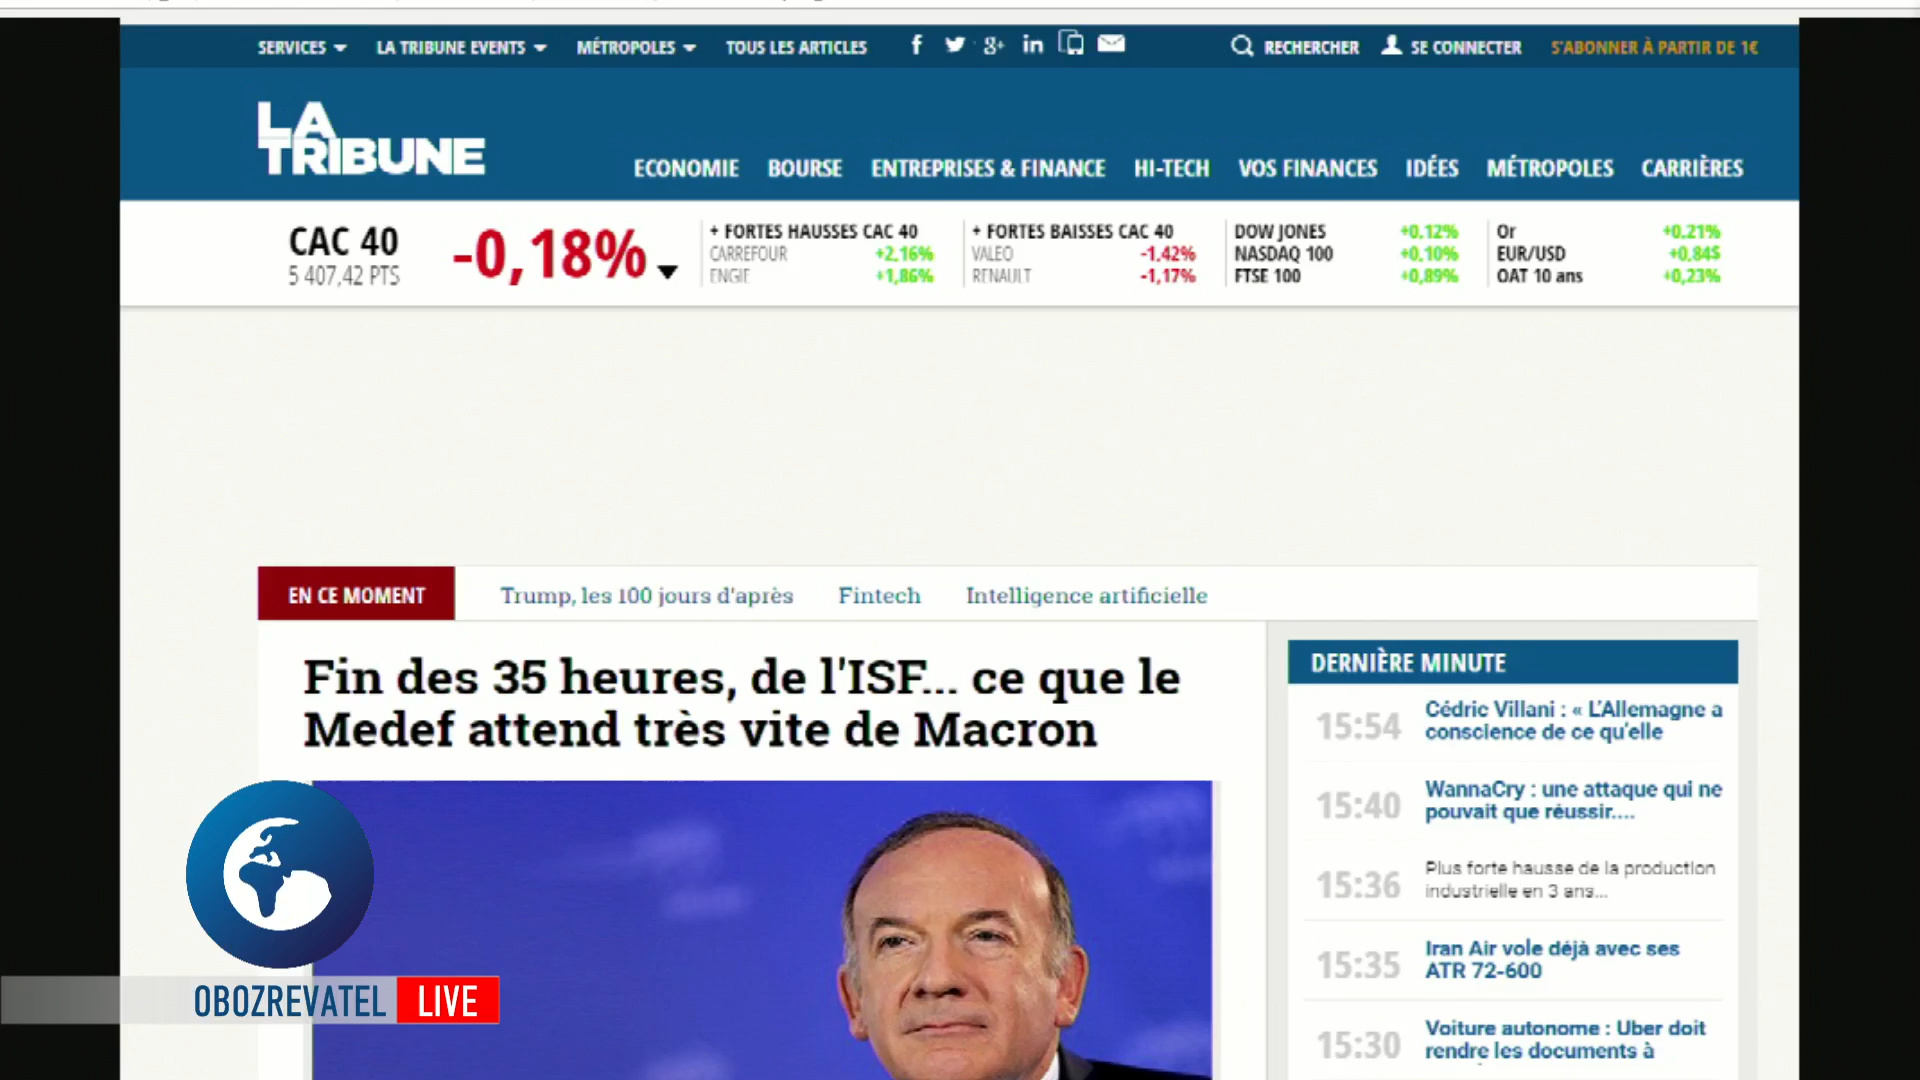 SERVICES LA TRIBUNE EVENTS MÉTROPOLES TOUS LES ARTICLES RECHERCHER SE CONNECTER S'ABONNER À PARTIR DE 1€
LA
TRIBUNE
ECONOMIE BOURSE ENTREPRISES & FINANCE HI-TECH VOS FINANCES IDÉES MÉTROPOLES CARRIÈRES
CAC 40
5 407,42 PTS
-0,18%
+ FORTES HAUSSES CAC 40
CARREFOUR +2,16%
ENGIE +1,86%
+ FORTES BAISSES CAC 40
VALEO -1,42%
RENAULT -1,17%
DOW JONES +0,12%
NASDAQ 100 +0,10%
FTSE 100 +0,89%
Or +0,21%
EUR/USD +0,84$
OAT 10 ans +0,23%
EN CE MOMENT Trump, les 100 jours d'après Fintech Intelligence artificielle
Fin des 35 heures, de l'ISF... ce que le
Medef attend très vite de Macron
DERNIÈRE MINUTE
15:54 Cédric Villani : « L'Allemagne a
conscience de ce qu'elle
15:40 WannaCry : une attaque qui ne
pouvait que réussir....
15:36 Plus forte hausse de la production
industrielle en 3 ans...
15:35 Iran Air vole déjà avec ses
ATR 72-600
15:30 Voiture autonome : Uber doit
rendre les documents à
OBOZREVATEL LIVE